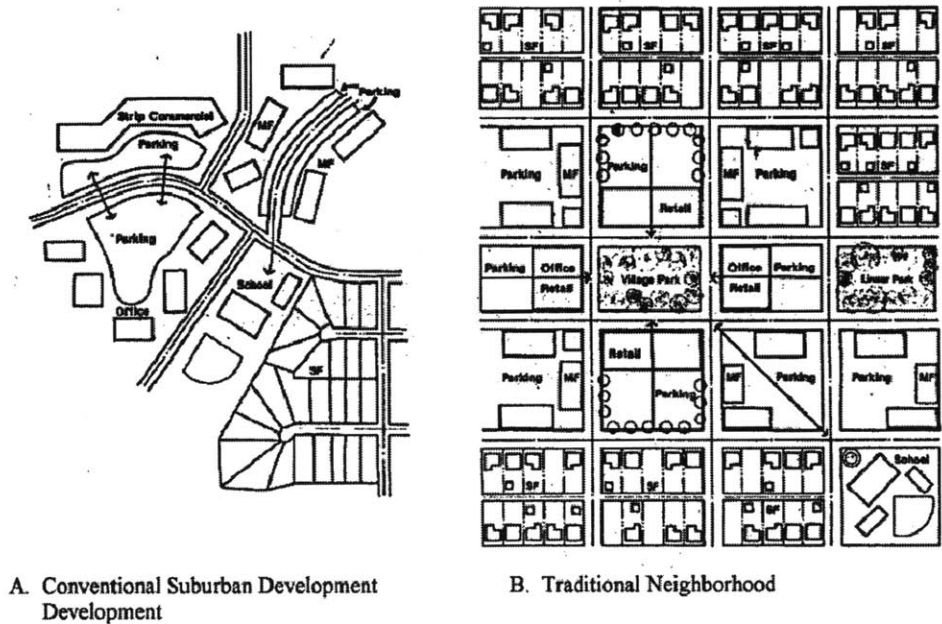 Strip Commercial
Parking
MF
Parking
MF
Parking
School
Office
SF
A. Conventional Suburban Development
Development
SF
SF
SF
SF
Parking
MF
Parking
Retail
MF
Parking
SF
Parking
Office
Retail
Village Park
Office
Parking
Retail
Linear Park
Retail
Parking
MF
Parking
MF
Parking
Parking
MF
SF
SF
SF
School
B. Traditional Neighborhood